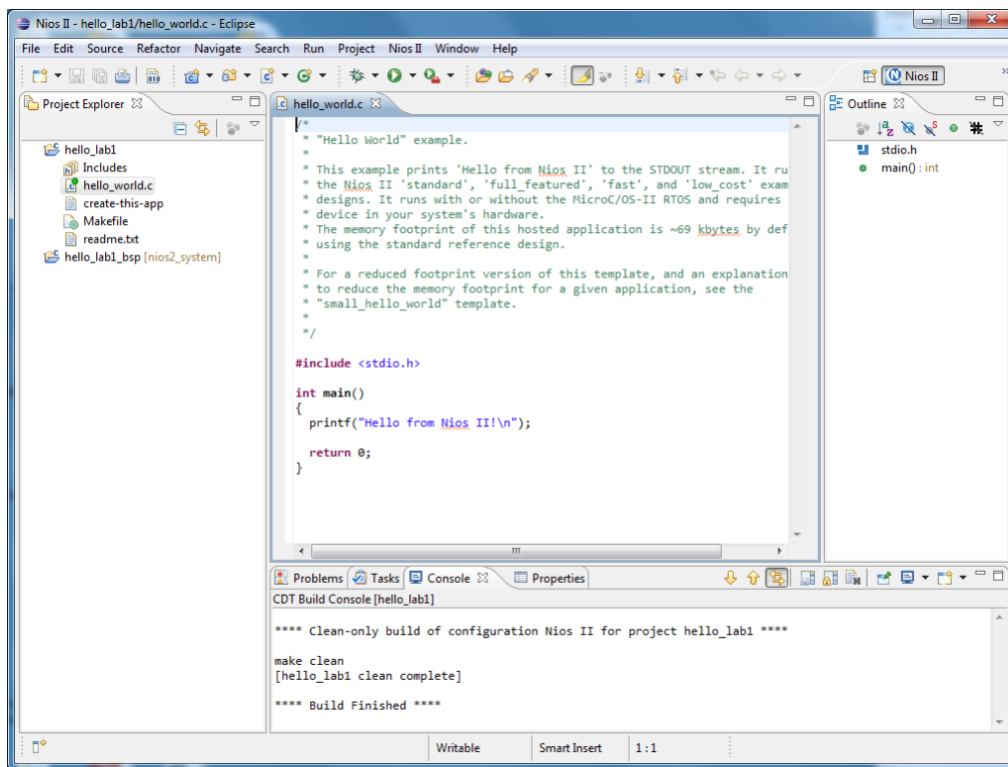 Nios II - hello_lab1/hello_world.c - Eclipse
File Edit Source Refactor Navigate Search Run Project Nios II Window Help
Nios II
Project Explorer
hello_lab1
Includes
hello_world.c
create-this-app
Makefile
readme.txt
hello_lab1_bsp [nios2_system]
hello_world.c
/*
 * "Hello World" example.
 *
 * This example prints 'Hello from Nios II' to the STDOUT stream. It ru
 * the Nios II 'standard', 'full_featured', 'fast', and 'low_cost' exam
 * designs. It runs with or without the MicroC/OS-II RTOS and requires
 * device in your system's hardware.
 * The memory footprint of this hosted application is ~69 kbytes by def
 * using the standard reference design.
 *
 * For a reduced footprint version of this template, and an explanation
 * to reduce the memory footprint for a given application, see the
 * "small_hello_world" template.
 *
 */
#include <stdio.h>
int main()
{
  printf("Hello from Nios II!\n");
  return 0;
}
Outline
stdio.h
main() : int
Problems Tasks Console Properties
CDT Build Console [hello_lab1]
**** Clean-only build of configuration Nios II for project hello_lab1 ****
make clean
[hello_lab1 clean complete]
**** Build Finished ****
Writable Smart Insert 1 : 1